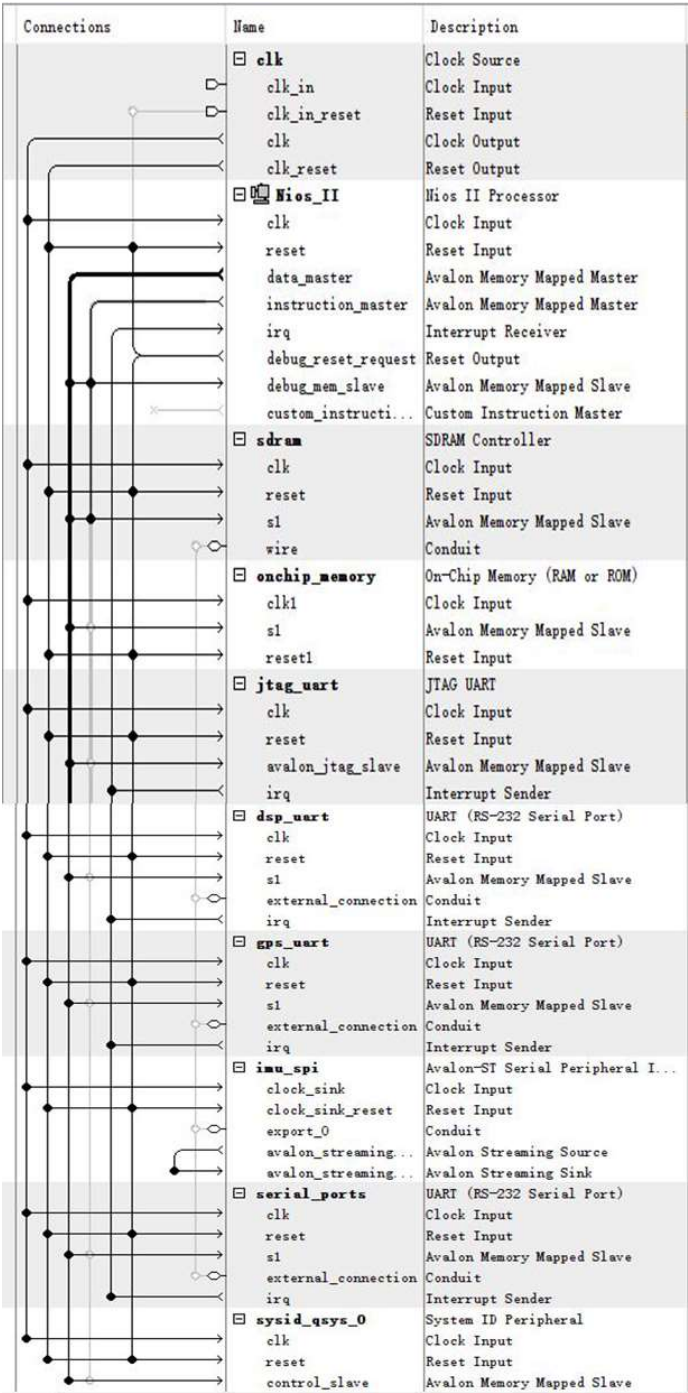 Connections Name Description
clk Clock Source
clk_in Clock Input
clk_in_reset Reset Input
clk Clock Output
clk_reset Reset Output
Nios_II Nios II Processor
clk Clock Input
reset Reset Input
data_master Avalon Memory Mapped Master
instruction_master Avalon Memory Mapped Master
irq Interrupt Receiver
debug_reset_request Reset Output
debug_mem_slave Avalon Memory Mapped Slave
custom_instructi... Custom Instruction Master
sdram SDRAM Controller
clk Clock Input
reset Reset Input
s1 Avalon Memory Mapped Slave
wire Conduit
onchip_memory On-Chip Memory (RAM or ROM)
clk1 Clock Input
s1 Avalon Memory Mapped Slave
reset1 Reset Input
jtag_uart JTAG UART
clk Clock Input
reset Reset Input
avalon_jtag_slave Avalon Memory Mapped Slave
irq Interrupt Sender
dsp_uart UART (RS-232 Serial Port)
clk Clock Input
reset Reset Input
s1 Avalon Memory Mapped Slave
external_connection Conduit
irq Interrupt Sender
gps_uart UART (RS-232 Serial Port)
clk Clock Input
reset Reset Input
s1 Avalon Memory Mapped Slave
external_connection Conduit
irq Interrupt Sender
imu_spi Avalon-ST Serial Peripheral I...
clock_sink Clock Input
clock_sink_reset Reset Input
export_0 Conduit
avalon_streaming... Avalon Streaming Source
avalon_streaming... Avalon Streaming Sink
serial_ports UART (RS-232 Serial Port)
clk Clock Input
reset Reset Input
s1 Avalon Memory Mapped Slave
external_connection Conduit
irq Interrupt Sender
sysid_qsys_0 System ID Peripheral
clk Clock Input
reset Reset Input
control_slave Avalon Memory Mapped Slave